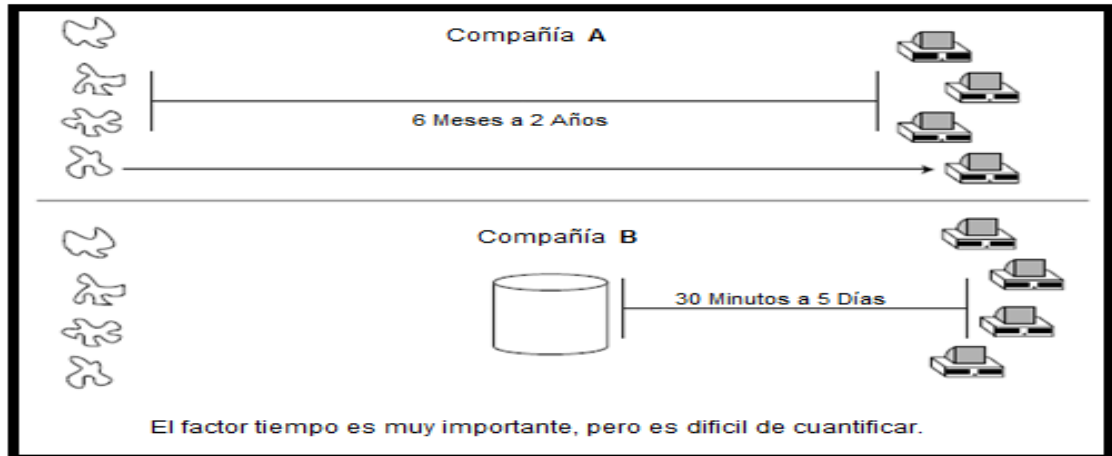 Compañía A
6 Meses a 2 Años
Compañía B
30 Minutos a 5 Días
El factor tiempo es muy importante, pero es dificil de cuantificar.